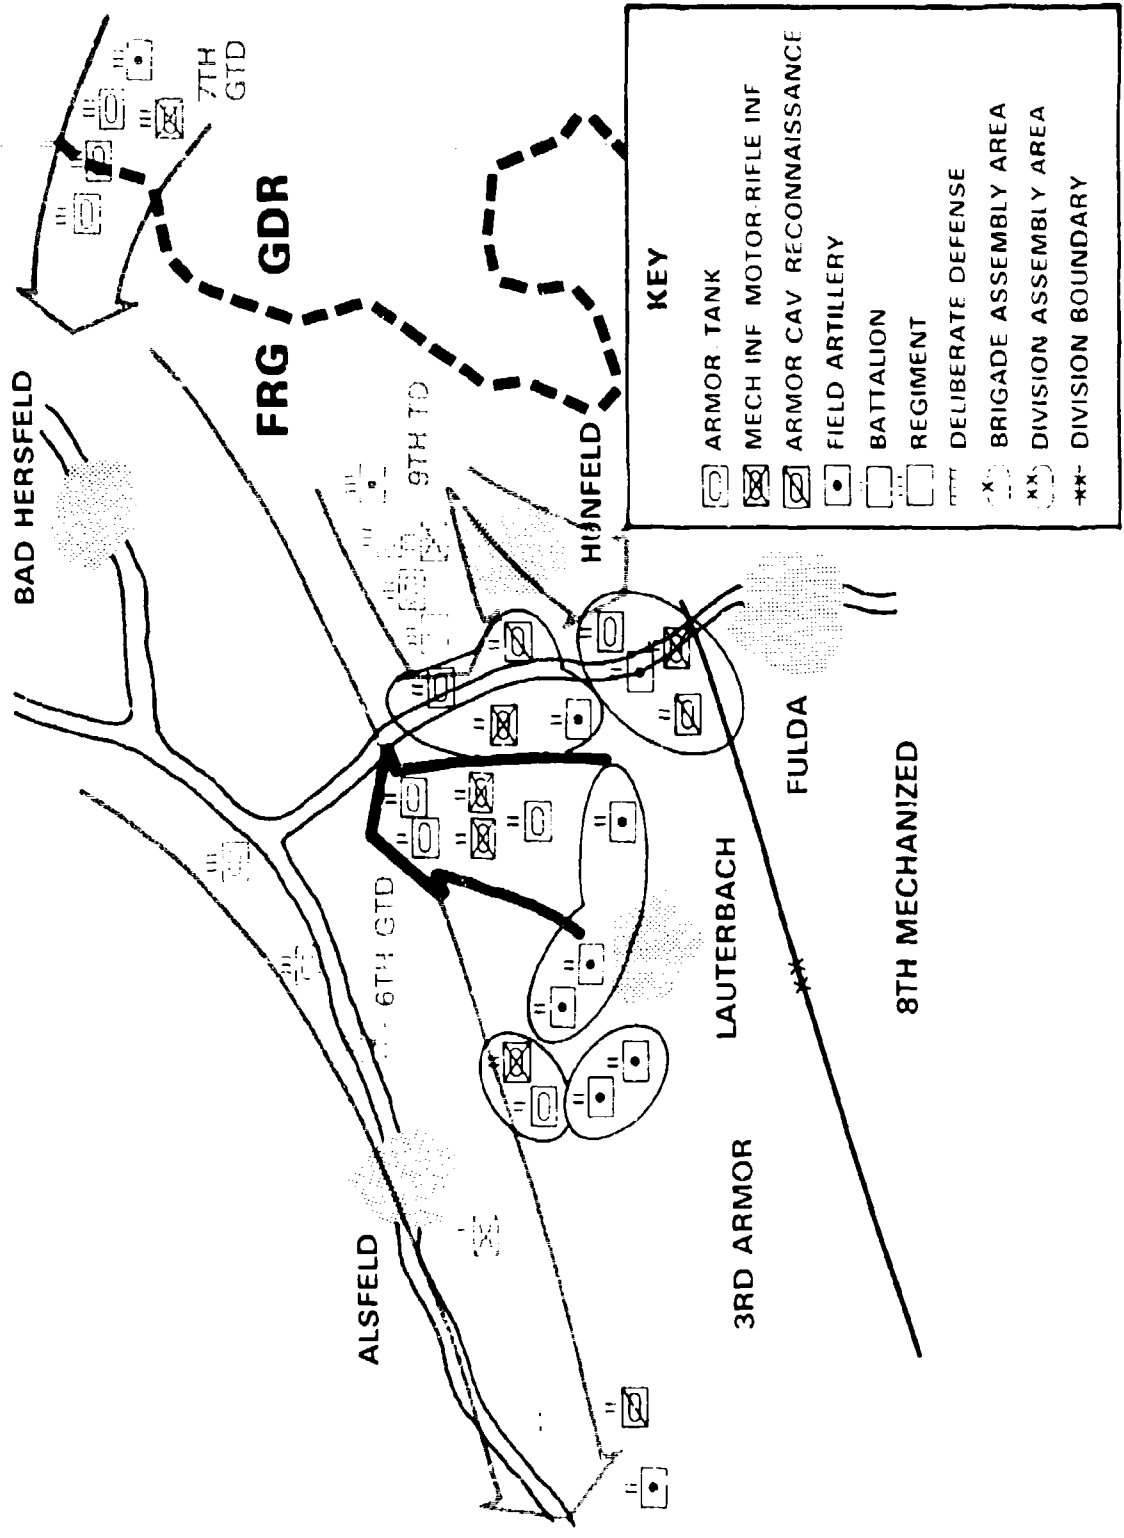 BAD HERSFELD
7TH
GTD
FRG GDR
9TH TD
HÜNFELD
6TH GTD
ALSFELD
LAUTERBACH
FULDA
3RD ARMOR
8TH MECHANIZED
KEY
ARMOR TANK
MECH INF MOTOR-RIFLE INF
ARMOR CAV RECONNAISSANCE
FIELD ARTILLERY
BATTALION
REGIMENT
DELIBERATE DEFENSE
BRIGADE ASSEMBLY AREA
DIVISION ASSEMBLY AREA
DIVISION BOUNDARY